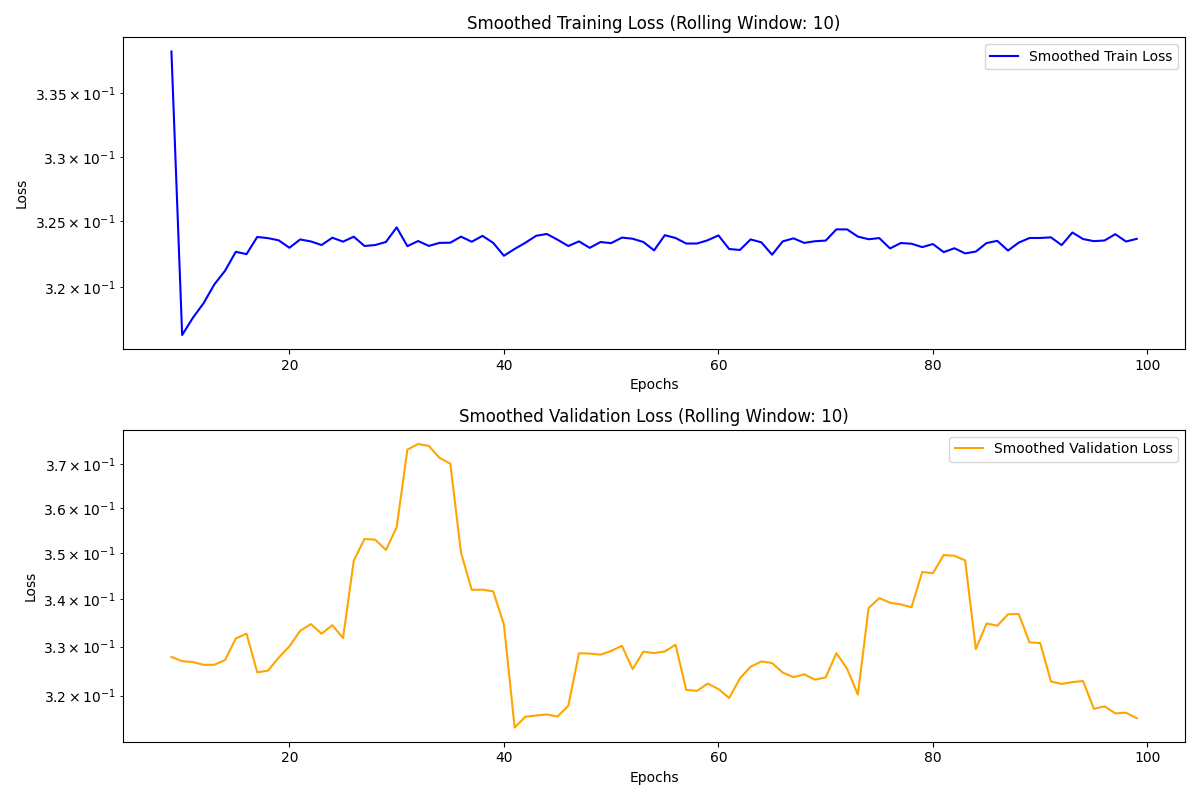 Smoothed Training Loss (Rolling Window: 10)
Smoothed Train Loss
3.35 × 10⁻¹
3.3 × 10⁻¹
3.25 × 10⁻¹
3.2 × 10⁻¹
Loss
20 40 60 80 100
Epochs
Smoothed Validation Loss (Rolling Window: 10)
Smoothed Validation Loss
3.7 × 10⁻¹
3.6 × 10⁻¹
3.5 × 10⁻¹
3.4 × 10⁻¹
3.3 × 10⁻¹
3.2 × 10⁻¹
Loss
20 40 60 80 100
Epochs